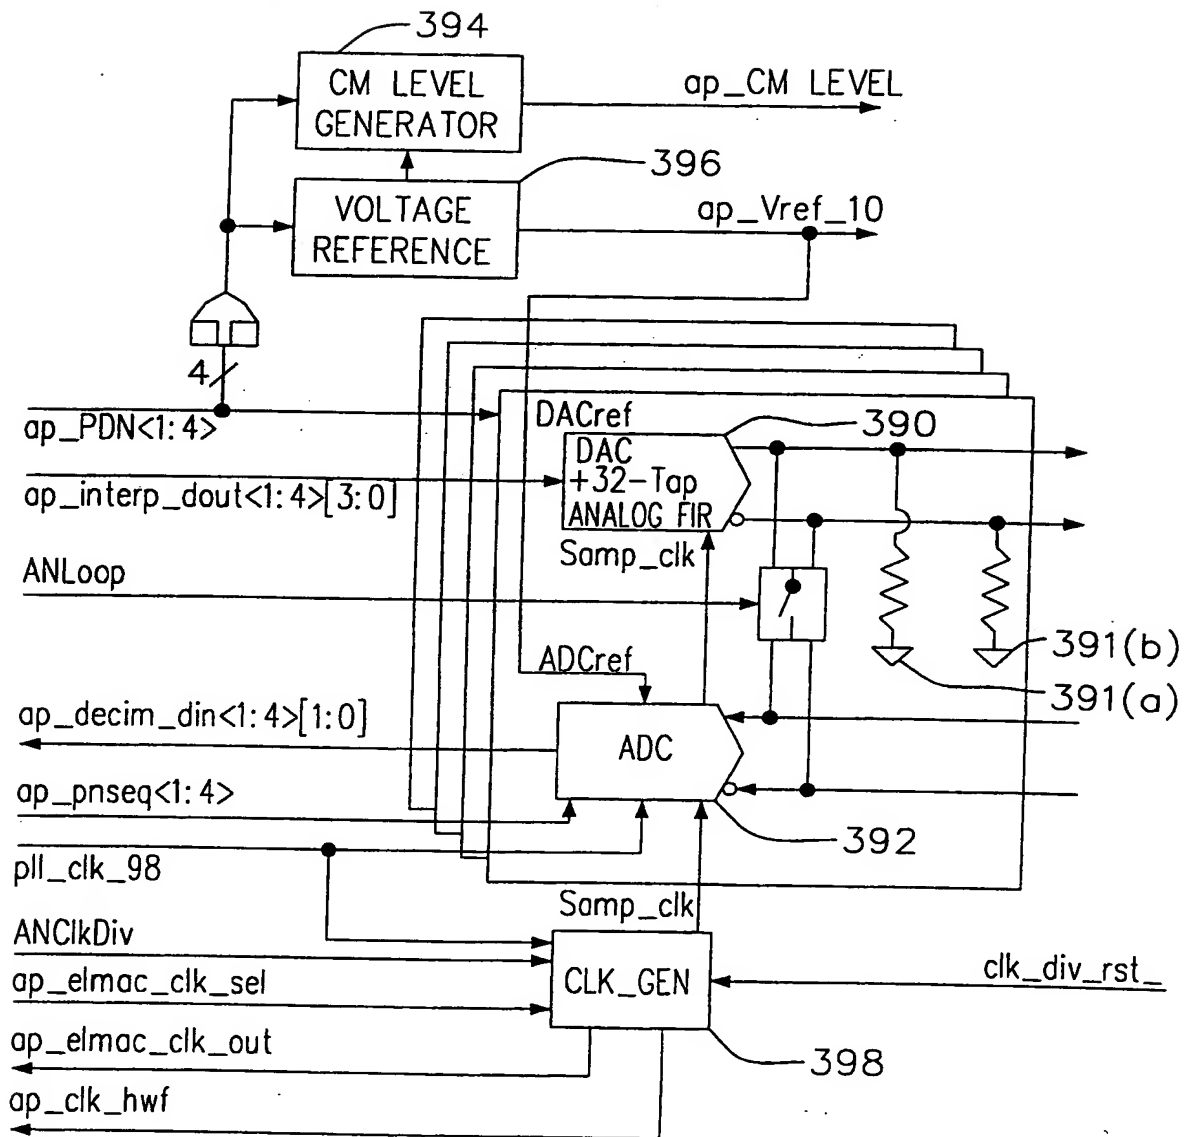 394
CM LEVEL
GENERATOR
ap_CM LEVEL
396
VOLTAGE
REFERENCE
ap_Vref_10
4
ap_PDN<1:4>
DACref
390
DAC
+32-Tap
ANALOG FIR
ap_interp_dout<1:4>[3:0]
Samp_clk
ANLoop
391(b)
391(a)
ADCref
ap_decim_din<1:4>[1:0]
ADC
ap_pnseq<1:4>
392
pll_clk_98
Samp_clk
ANClkDiv
CLK_GEN
clk_div_rst_
ap_elmac_clk_sel
ap_elmac_clk_out
398
ap_clk_hwf